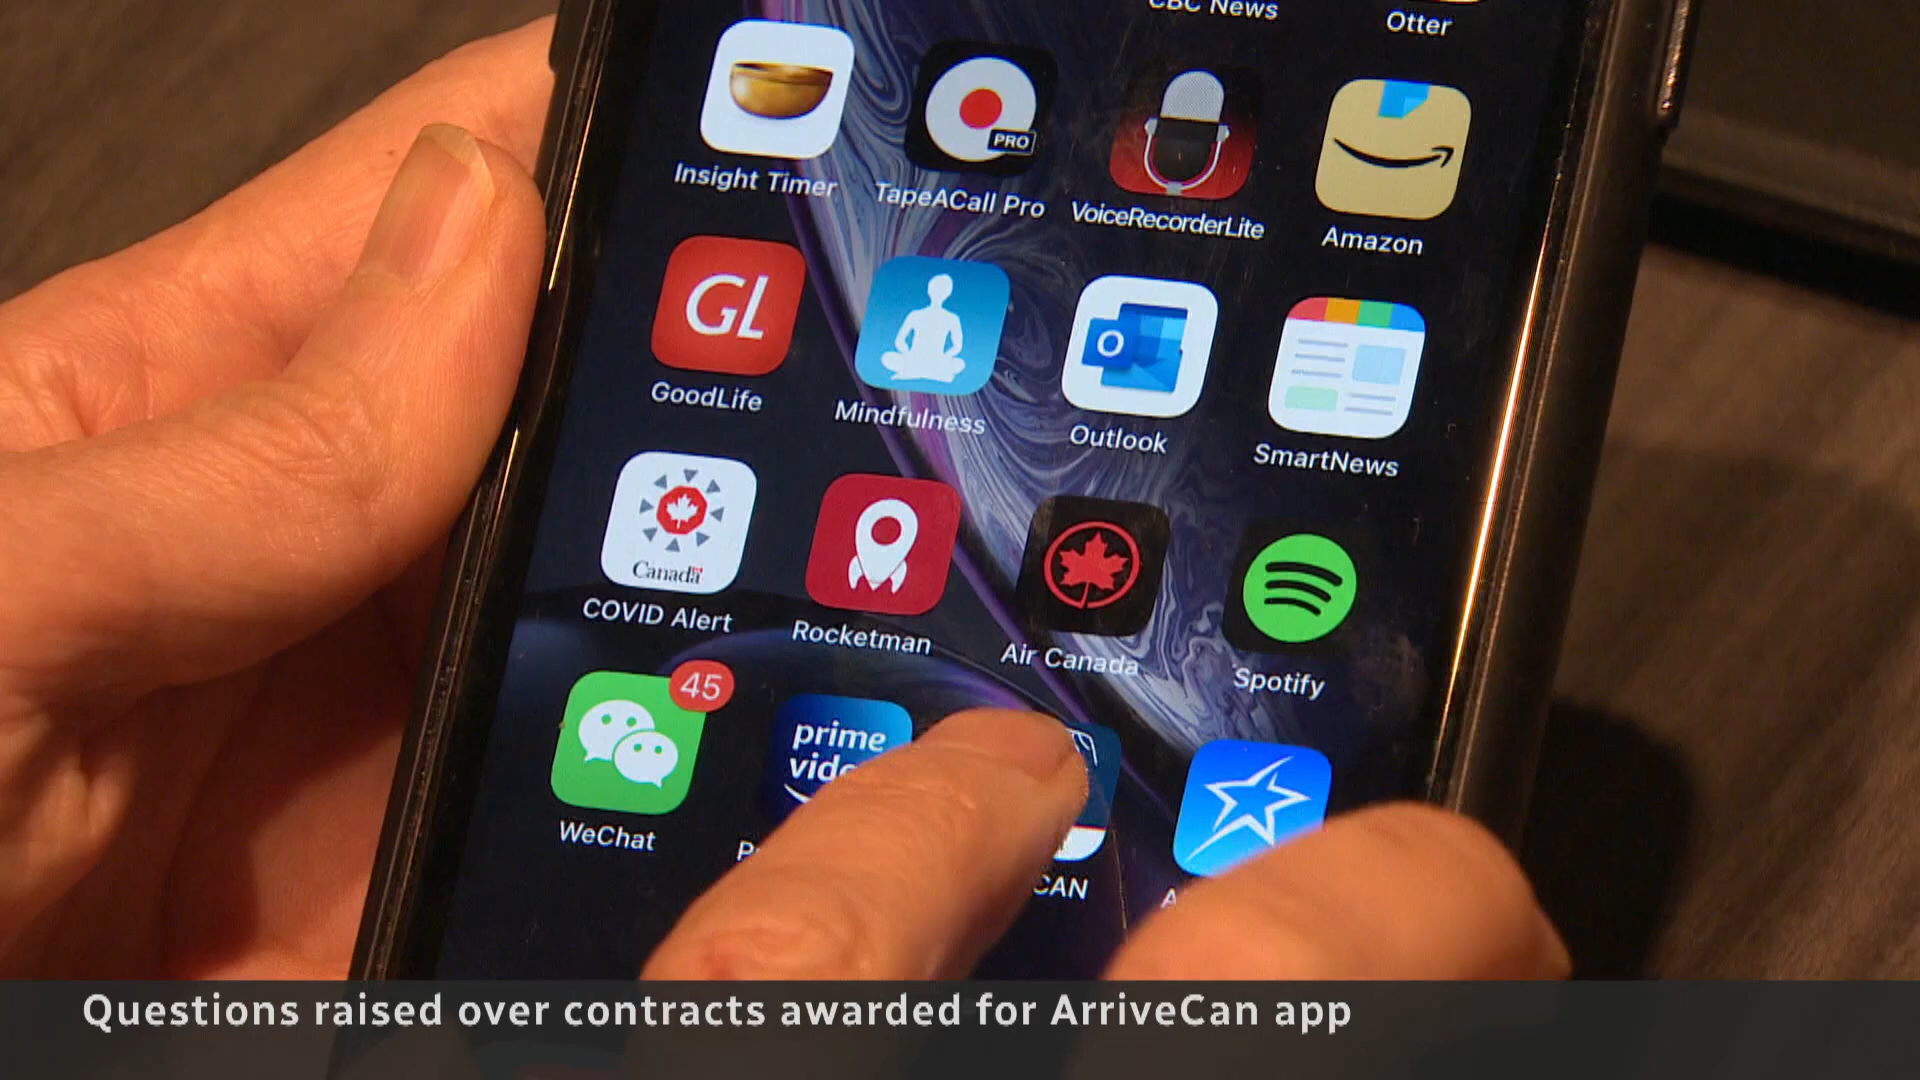 CBC News
Otter
PRO
Insight Timer
TapeACall Pro
VoiceRecorderLite
Amazon
GL
O
GoodLife
Mindfulness
Outlook
SmartNews
Canada
COVID Alert
Rocketman
Air Canada
Spotify
45
prime
WeChat
CAN
Questions raised over contracts awarded for ArriveCan app